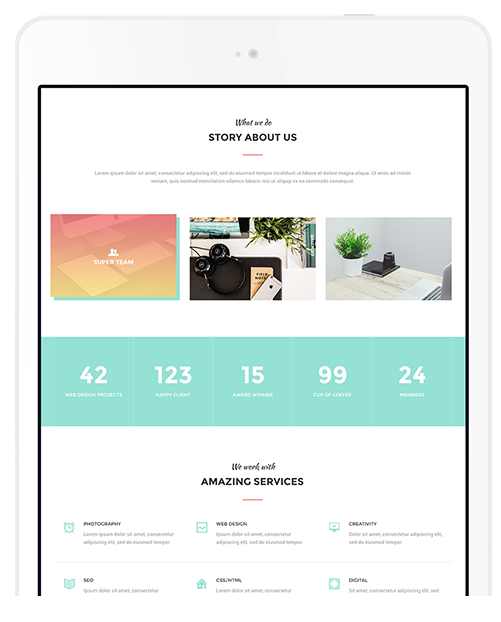 What we do
STORY ABOUT US
Lorem ipsum dolor sit amet, consectetur adipisicing elit, sed do eiusmod tempor incididunt ut labore et dolore magna aliqua. Ut enim ad minim
veniam, quis nostrud exercitation ullamco laboris nisi ut aliquip ex ea commodo consequat.
SUPER TEAM
FIELD NOTES
42
WEB DESIGN PROJECTS
123
HAPPY CLIENT
15
AWARD WINNER
99
CUP OF COFFEE
24
MEMBERS
We work with
AMAZING SERVICES
PHOTOGRAPHY
Lorem ipsum dolor sit amet, consectetur
adipiscing elit, sed do eiusmod tempor.
WEB DESIGN
Lorem ipsum dolor sit amet, consectetur
adipiscing elit, sed do eiusmod tempor.
CREATIVITY
Dolor sit amet, consectetur adipiscing elit,
sed do eiusmod tempor.
SEO
Ipsum dolor sit amet, consectetur
CSS/HTML
Lorem ipsum dolor sit amet, consectetur
DIGITAL
Dolor sit amet, consectetur adipiscing, sed